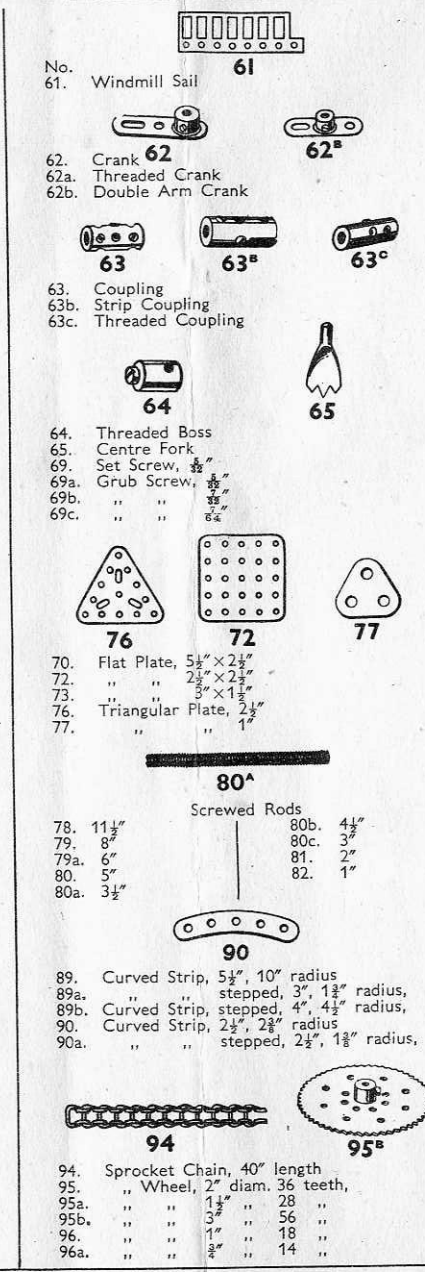 61
No.
61. Windmill Sail
62 62B
62. Crank
62a. Threaded Crank
62b. Double Arm Crank
63 63B 63C
63. Coupling
63b. Strip Coupling
63c. Threaded Coupling
64 65
64. Threaded Boss
65. Centre Fork
69. Set Screw, 5/32″
69a. Grub Screw, 5/32″
69b. ,, ,, 7/32″
69c. ,, ,, 7/64″
76 72 77
70. Flat Plate, 5½″×2½″
72. ,, ,, 2½″×2½″
73. ,, ,, 3″×1½″
76. Triangular Plate, 2½″
77. ,, ,, 1″
80A
Screwed Rods
78. 11½″ 80b. 4½″
79. 8″ 80c. 3″
79a. 6″ 81. 2″
80. 5″ 82. 1″
80a. 3½″
90
89. Curved Strip, 5½″, 10″ radius
89a. ,, ,, stepped, 3″, 1¾″ radius,
89b. Curved Strip, stepped, 4″, 4½″ radius,
90. Curved Strip, 2½″, 2⅜″ radius
90a. ,, ,, stepped, 2½″, 1⅜″ radius,
94 95B
94. Sprocket Chain, 40″ length
95. ,, Wheel, 2″ diam. 36 teeth,
95a. ,, ,, 1½″ ,, 28 ,,
95b. ,, ,, 3″ ,, 56 ,,
96. ,, ,, 1″ ,, 18 ,,
96a. ,, ,, ¾″ ,, 14 ,,